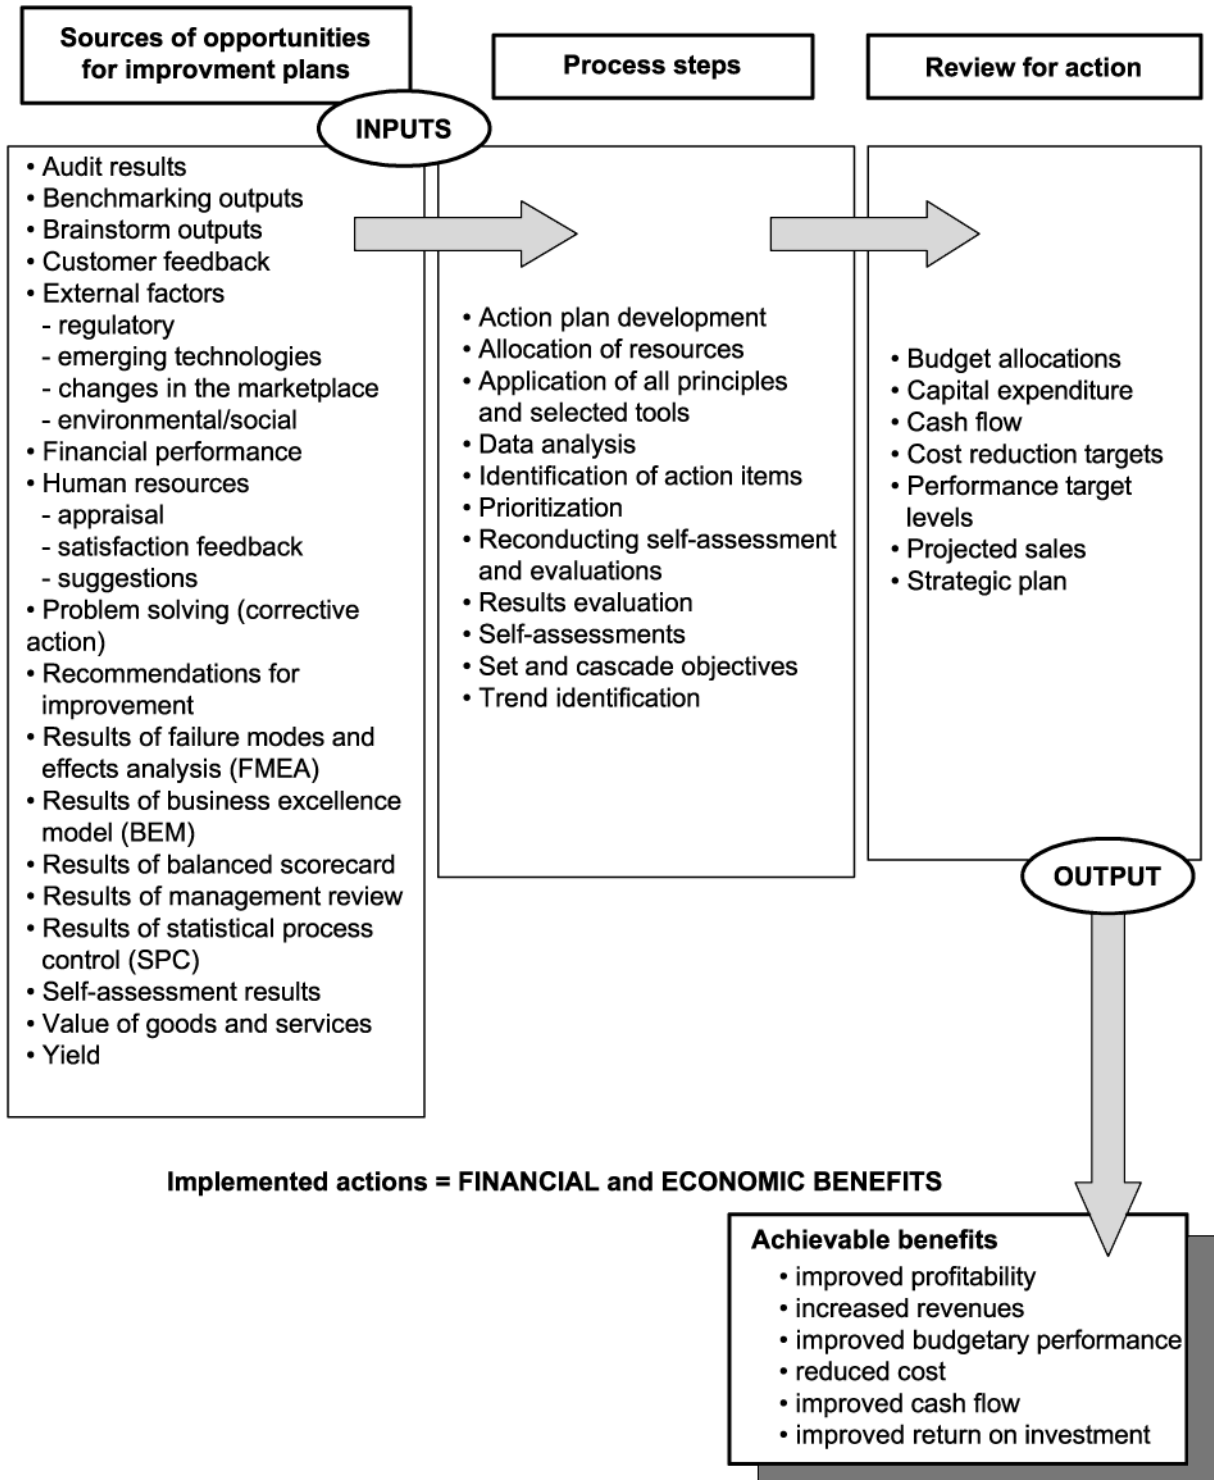 Sources of opportunities
for improvment plans
Process steps
Review for action
INPUTS
• Audit results
• Benchmarking outputs
• Brainstorm outputs
• Customer feedback
• External factors
- regulatory
- emerging technologies
- changes in the marketplace
- environmental/social
• Financial performance
• Human resources
- appraisal
- satisfaction feedback
- suggestions
• Problem solving (corrective
action)
• Recommendations for
improvement
• Results of failure modes and
effects analysis (FMEA)
• Results of business excellence
model (BEM)
• Results of balanced scorecard
• Results of management review
• Results of statistical process
control (SPC)
• Self-assessment results
• Value of goods and services
• Yield
• Action plan development
• Allocation of resources
• Application of all principles
and selected tools
• Data analysis
• Identification of action items
• Prioritization
• Reconducting self-assessment
and evaluations
• Results evaluation
• Self-assessments
• Set and cascade objectives
• Trend identification
• Budget allocations
• Capital expenditure
• Cash flow
• Cost reduction targets
• Performance target
levels
• Projected sales
• Strategic plan
OUTPUT
Implemented actions = FINANCIAL and ECONOMIC BENEFITS
Achievable benefits
• improved profitability
• increased revenues
• improved budgetary performance
• reduced cost
• improved cash flow
• improved return on investment